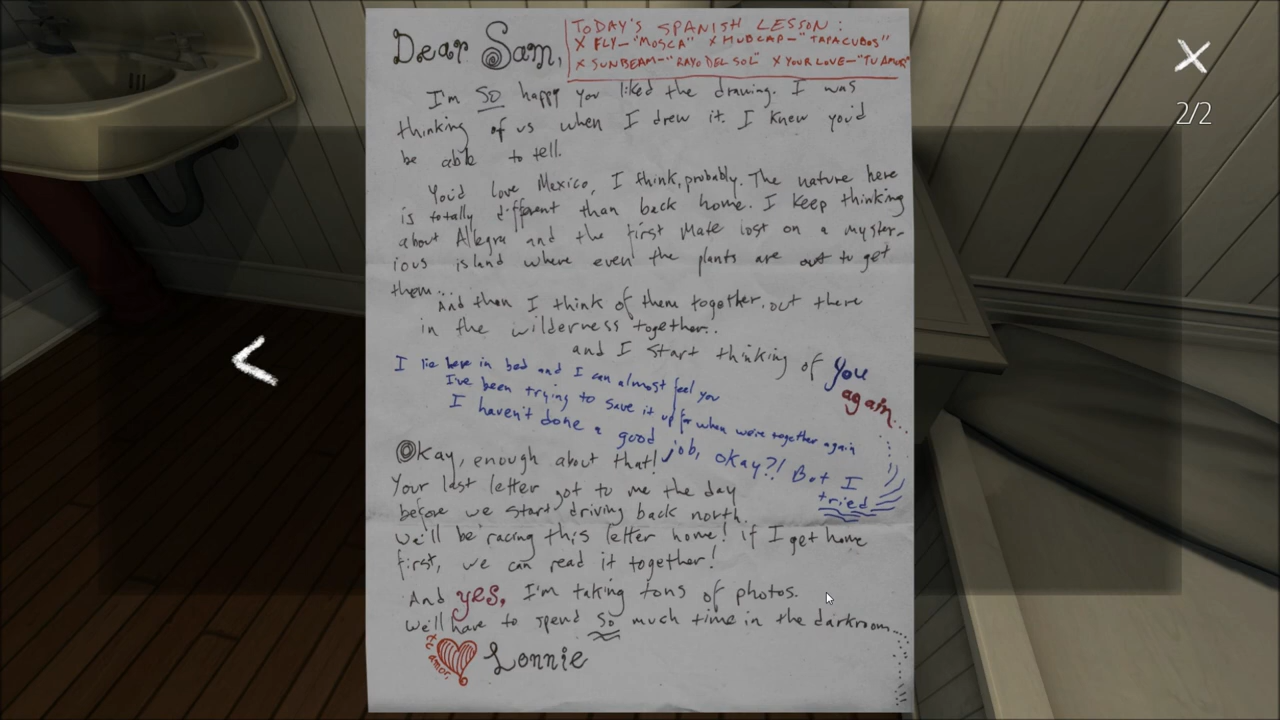 Dear Sam,
TODAY'S SPANISH LESSON:
x FLY-"MOSCA" x HUBCAP-"TAPACUBOS"
x SUNBEAM-"RAYO DEL SOL" x YOUR LOVE-"TU AMOR"
I'm SO happy you liked the drawing. I was
thinking of us when I drew it. I knew you'd
be able to tell.
You'd love Mexico, I think, probably. The nature here
is totally different than back home. I keep thinking
about Allegra and the first Mate lost on a myster-
ious island where even the plants are out to get
them...
And then I think of them together. out there
in the wilderness together..
and I start thinking of you
again.
I lie here in bed and I can almost feel you
I've been trying to save it up for when we're together again
I haven't done a good job, okay?! But I
tried
Okay, enough about that!
Your last letter got to me the day
before we start driving back north.
We'll be racing this letter home! if I get home
first, we can read it together!
And yes, I'm taking tons of photos.
We'll have to spend so much time in the darkroom...
tu amor,
Lonnie
2/2